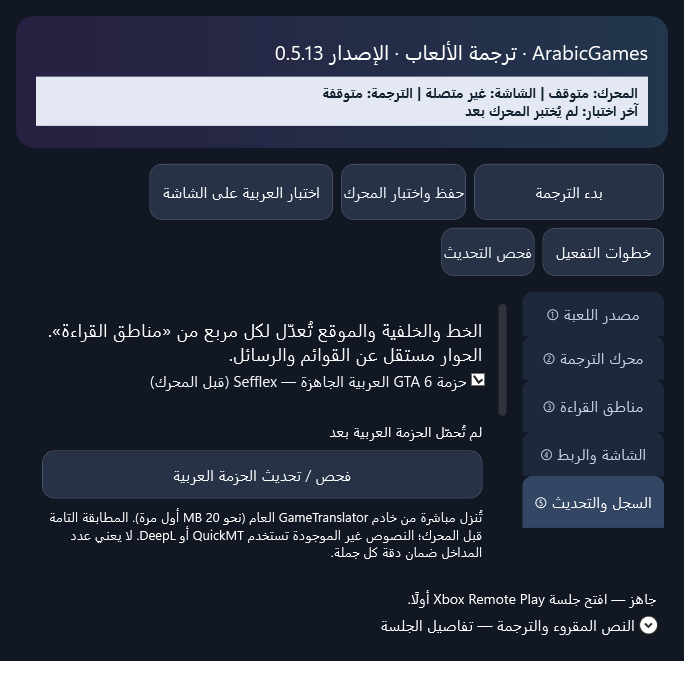 ArabicGames · ترجمة الألعاب · الإصدار 0.5.13
المحرك: متوقف | الشاشة: غير متصلة | الترجمة: متوقفة
آخر اختبار: لم يُختبر المحرك بعد
بدء الترجمة
حفظ واختبار المحرك
اختبار العربية على الشاشة
خطوات التفعيل
فحص التحديث
مصدر اللعبة ①
محرك الترجمة ②
مناطق القراءة ③
الشاشة والربط ④
السجل والتحديث ⑤
الخط والخلفية والموقع تُعدّل لكل مربع من «مناطق القراءة».
الحوار مستقل عن القوائم والرسائل.
حزمة GTA 6 العربية الجاهزة — Sefflex (قبل المحرك)
لم تُحمّل الحزمة العربية بعد
فحص / تحديث الحزمة العربية
تُنزل مباشرة من خادم GameTranslator العام (نحو 20 MB أول مرة). المطابقة التامة
قبل المحرك؛ النصوص غير الموجودة تستخدم QuickMT أو DeepL. لا يعني عدد
المداخل ضمان دقة كل جملة.
جاهز — افتح جلسة Xbox Remote Play أولًا.
النص المقروء والترجمة — تفاصيل الجلسة